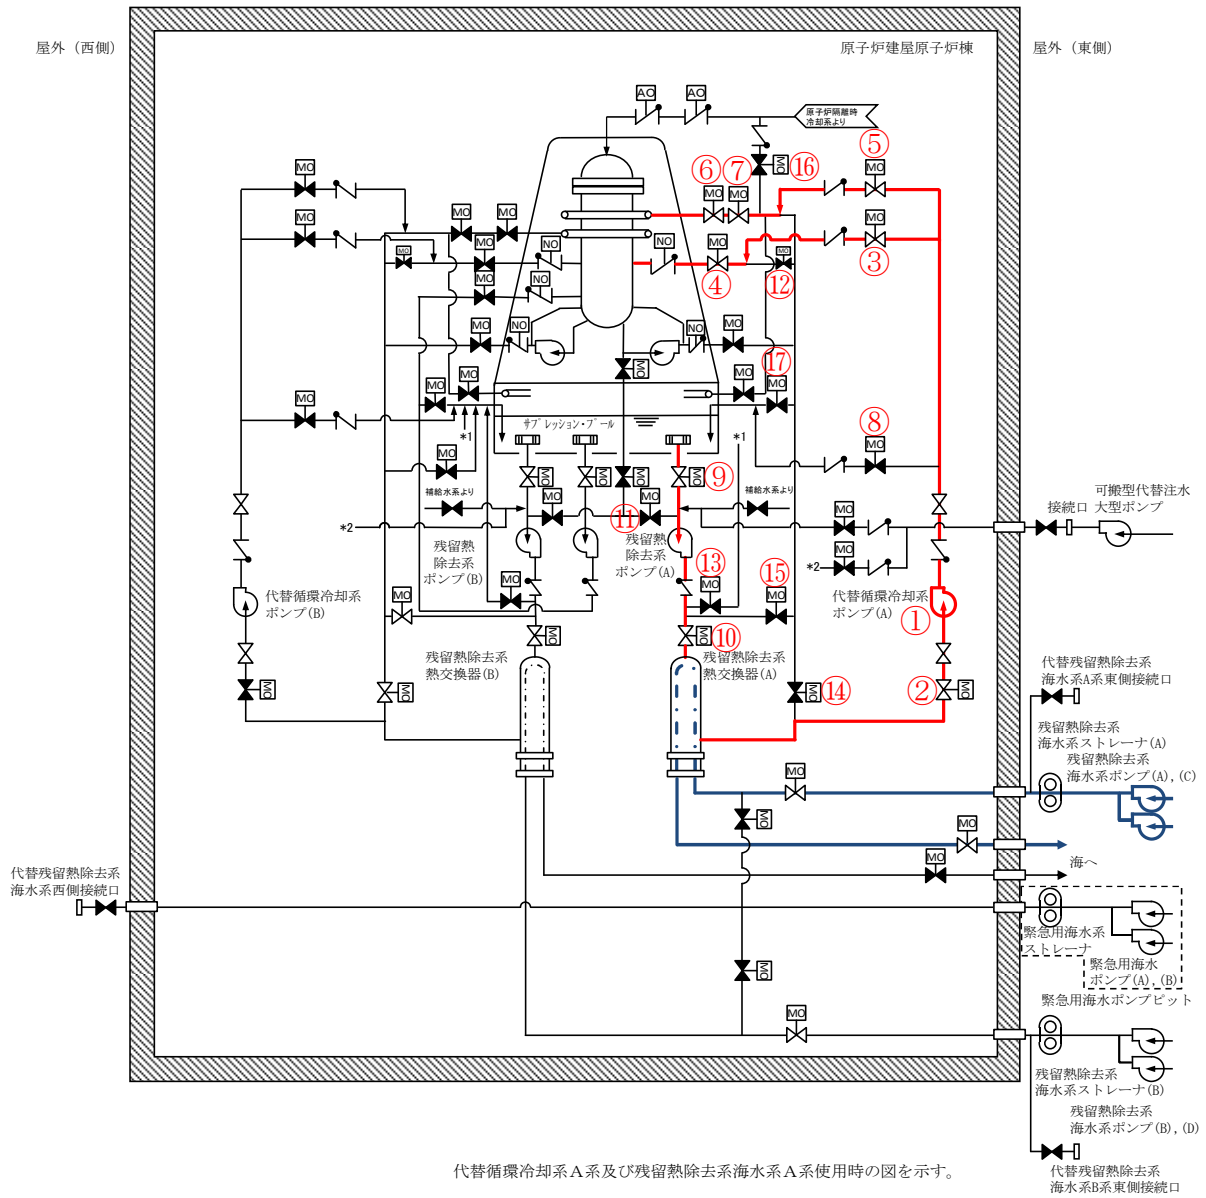 屋外（西側）
原子炉建屋原子炉棟
屋外（東側）
AO
AO
原子炉隔離時
冷却系より
⑤
⑥
⑦
MO
⑯
MO
MO
MO
MO
MO
MO
MO
MO
MO
NO
NO
MO
MO
③
MO
MO
④
⑫
NO
MO
MO
NO
NO
MO
MO
⑰
MO
MO
MO
MO
MO
サプレッション・プール
*1
*1
⑧
MO
MO
MO
MO
MO
MO
⑨
補給水系より
補給水系より
可搬型代替注水
大型ポンプ
接続口
MO
MO
MO
*2
⑪
残留熱
除去系
ポンプ(B)
残留熱
除去系
ポンプ(A)
MO
*2
⑬
⑮
MO
MO
MO
MO
代替循環冷却系
ポンプ(B)
代替循環冷却系
ポンプ(A)
①
MO
MO
⑩
残留熱除去系
熱交換器(B)
残留熱除去系
熱交換器(A)
代替残留熱除去系
海水系A系東側接続口
MO
MO
MO
⑭
②
MO
残留熱除去系
海水系ストレーナ(A)
残留熱除去系
海水系ポンプ(A),(C)
MO
MO
MO
MO
海へ
代替残留熱除去系
海水系西側接続口
緊急用海水系
ストレーナ
緊急用海水
ポンプ(A),(B)
MO
緊急用海水ポンプピット
MO
残留熱除去系
海水系ストレーナ(B)
残留熱除去系
海水系ポンプ(B),(D)
代替循環冷却系Ａ系及び残留熱除去系海水系Ａ系使用時の図を示す。
代替残留熱除去系
海水系B系東側接続口